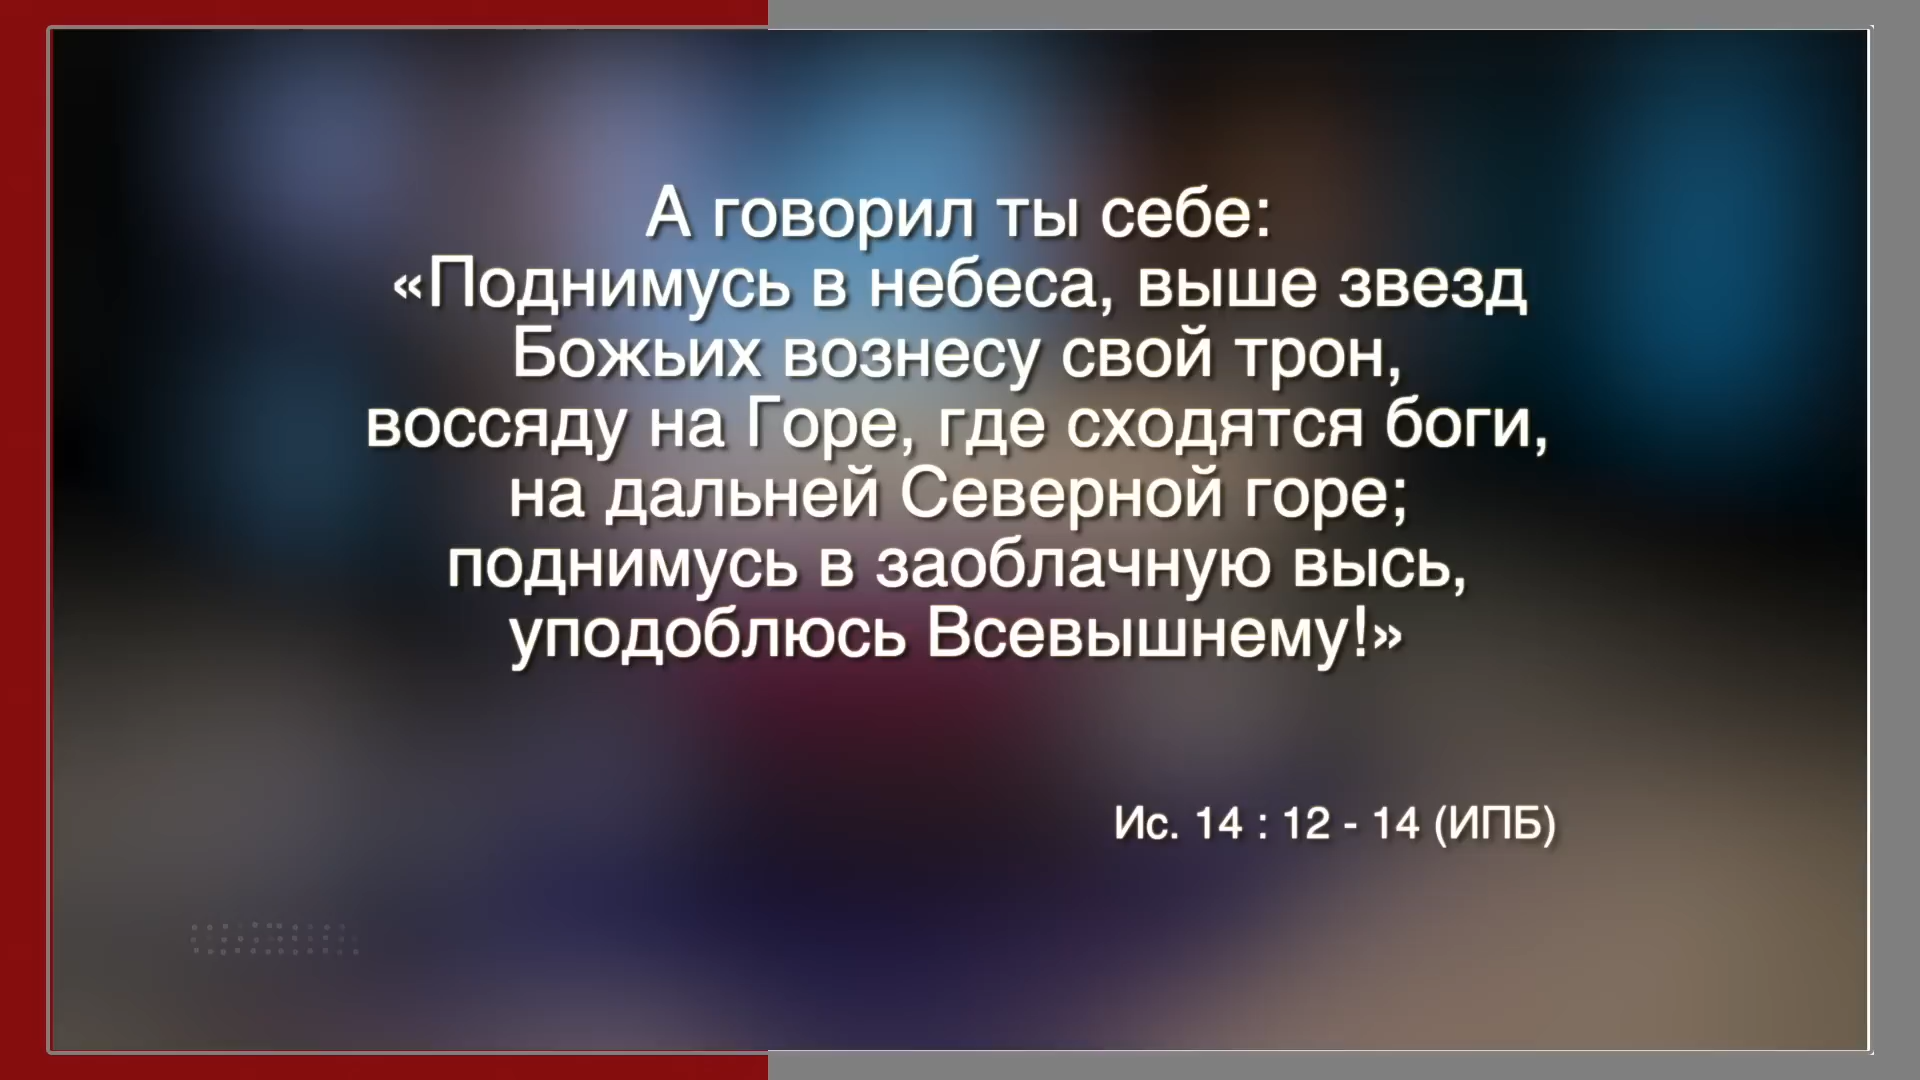 А говорил ты себе:
«Поднимусь в небеса, выше звезд
Божьих вознесу свой трон,
воссяду на Горе, где сходятся боги,
на дальней Северной горе;
поднимусь в заоблачную высь,
уподоблюсь Всевышнему!»
Ис. 14 : 12 - 14 (ИПБ)